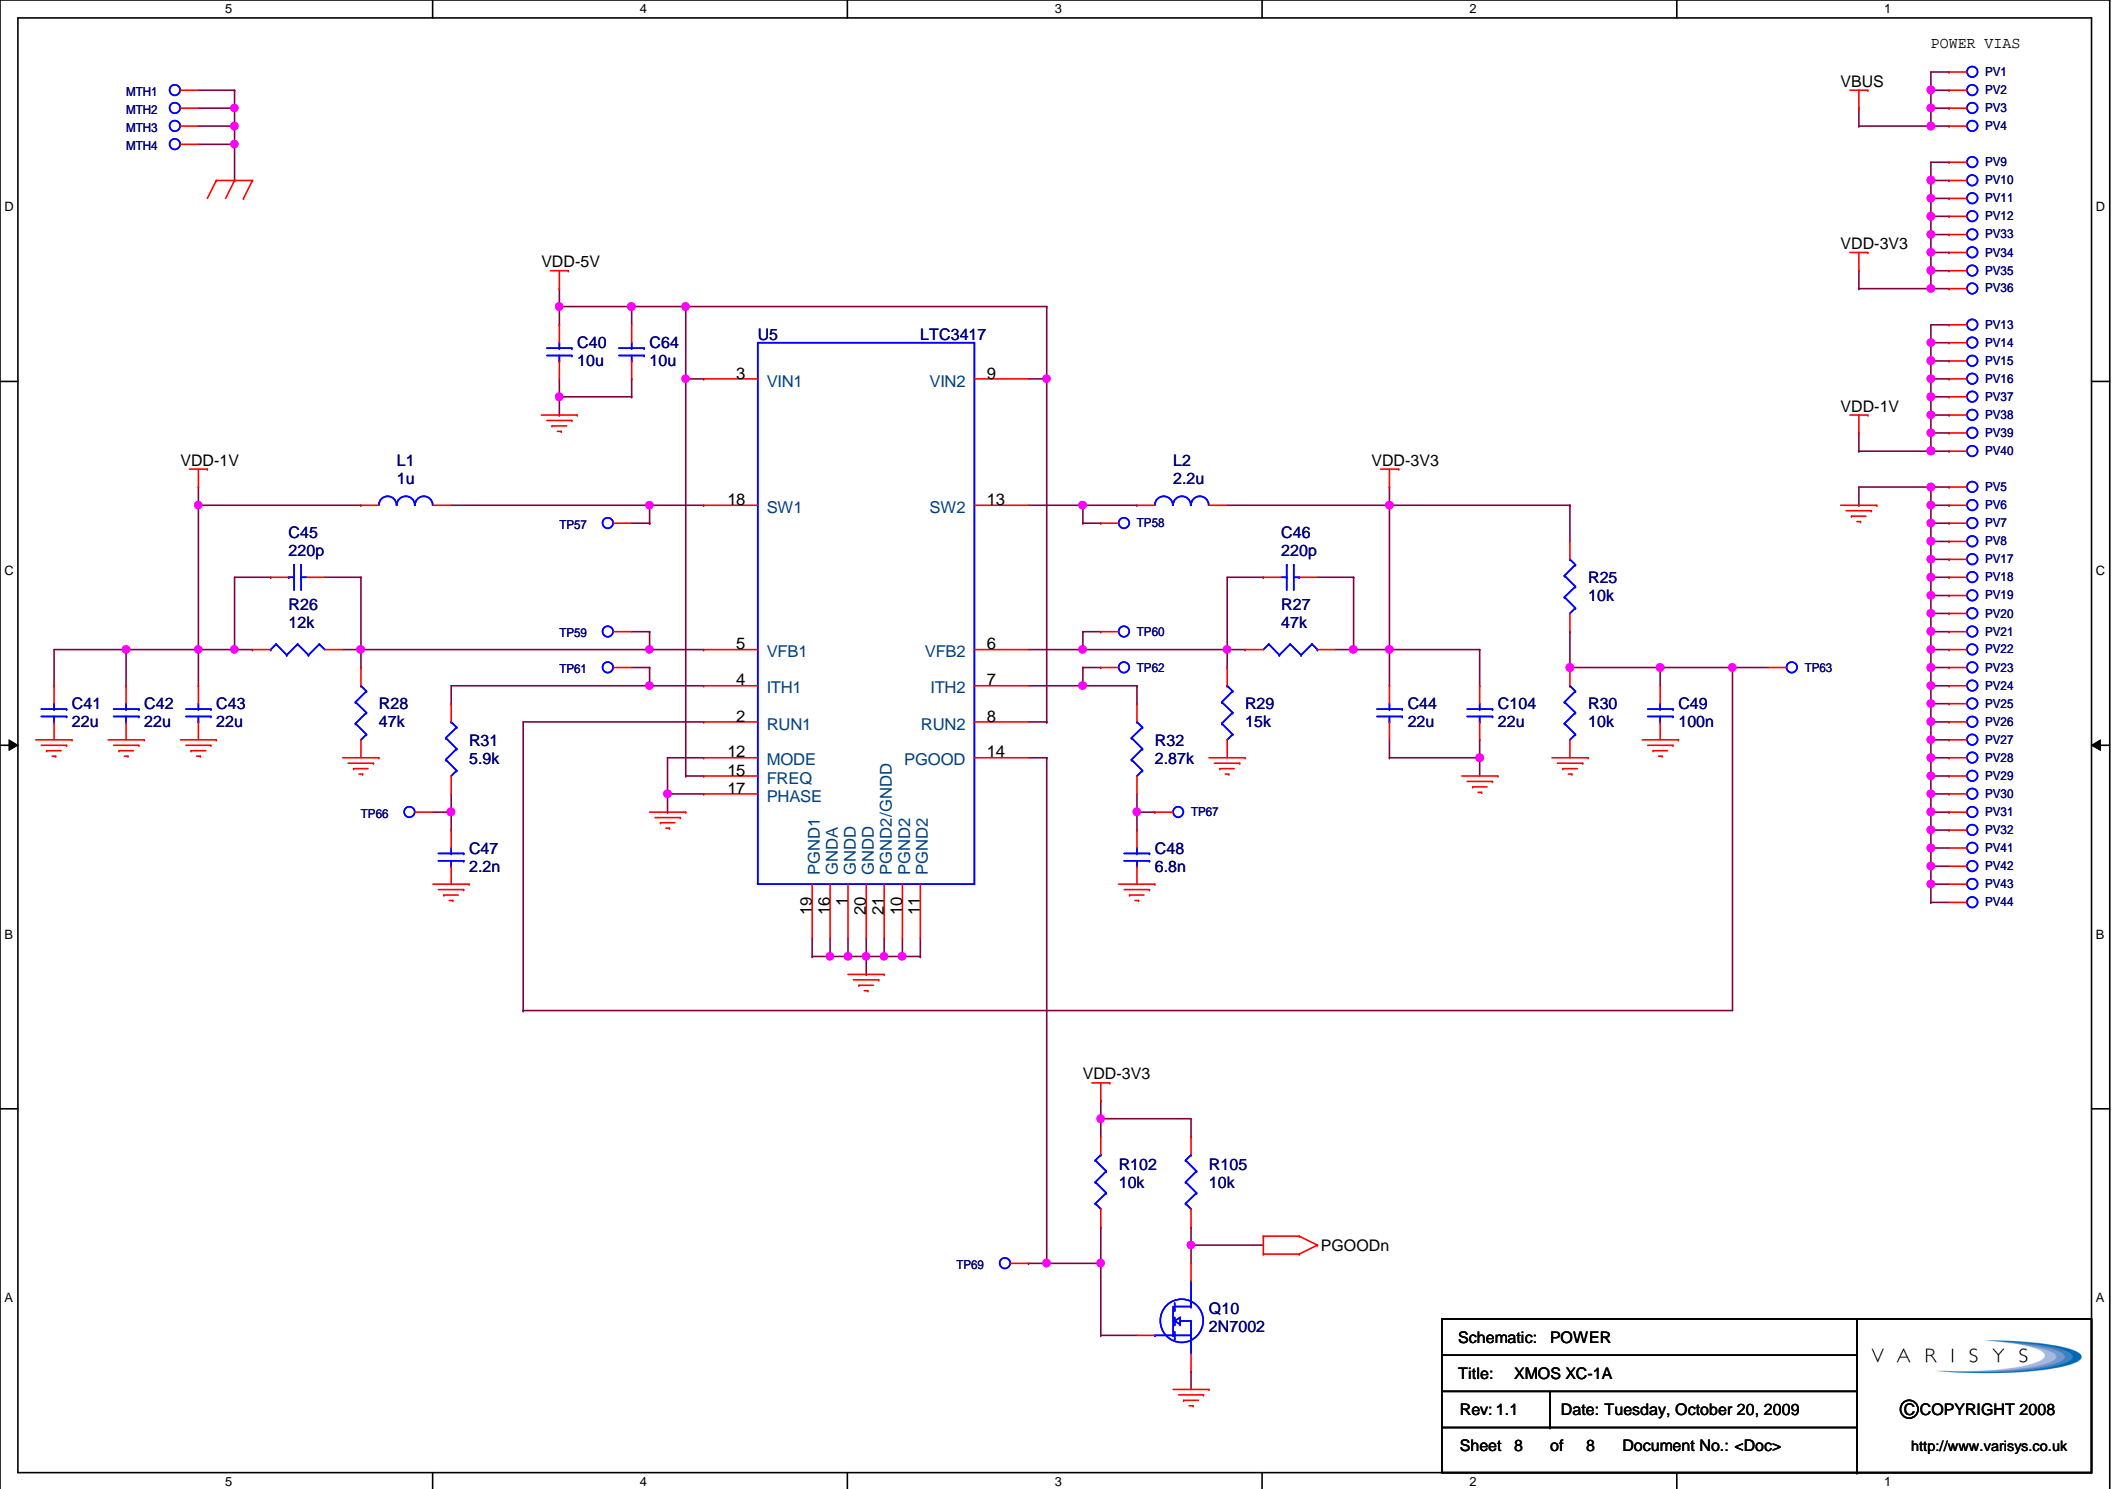 5 4 3 2 1
POWER VIAS
MTH1
MTH2
MTH3
MTH4
VBUS
PV1
PV2
PV3
PV4
D
D
VDD-3V3
PV9
PV10
PV11
PV12
PV33
PV34
PV35
PV36
VDD-1V
PV13
PV14
PV15
PV16
PV37
PV38
PV39
PV40
PV5
PV6
PV7
PV8
PV17
PV18
PV19
PV20
PV21
PV22
PV23
PV24
PV25
PV26
PV27
PV28
PV29
PV30
PV31
PV32
PV41
PV42
PV43
PV44
VDD-5V
C40
10u
C64
10u
U5
LTC3417
3
VIN1
VIN2
9
VDD-1V
L1
1u
TP57
18
SW1
SW2
13
TP58
L2
2.2u
VDD-3V3
C
C
C45
220p
R26
12k
TP59
5
VFB1
VFB2
6
TP60
C46
220p
R27
47k
R25
10k
TP61
4
ITH1
ITH2
7
TP62
TP63
C41
22u
C42
22u
C43
22u
R28
47k
R31
5.9k
2
RUN1
RUN2
8
R29
15k
C44
22u
C104
22u
R30
10k
C49
100n
12
MODE
15
FREQ
17
PHASE
PGOOD
14
R32
2.87k
TP66
TP67
C47
2.2n
C48
6.8n
PGND1
GNDA
GNDD
GNDD
PGND2/GNDD
PGND2
PGND2
19
16
1
20
21
10
11
B
B
VDD-3V3
R102
10k
R105
10k
PGOODn
TP69
Q10
2N7002
A
A
Schematic: POWER
Title: XMOS XC-1A
Rev: 1.1
Date: Tuesday, October 20, 2009
Sheet 8 of 8 Document No.: <Doc>
VARISYS
©COPYRIGHT 2008
http://www.varisys.co.uk
5 4 3 2 1